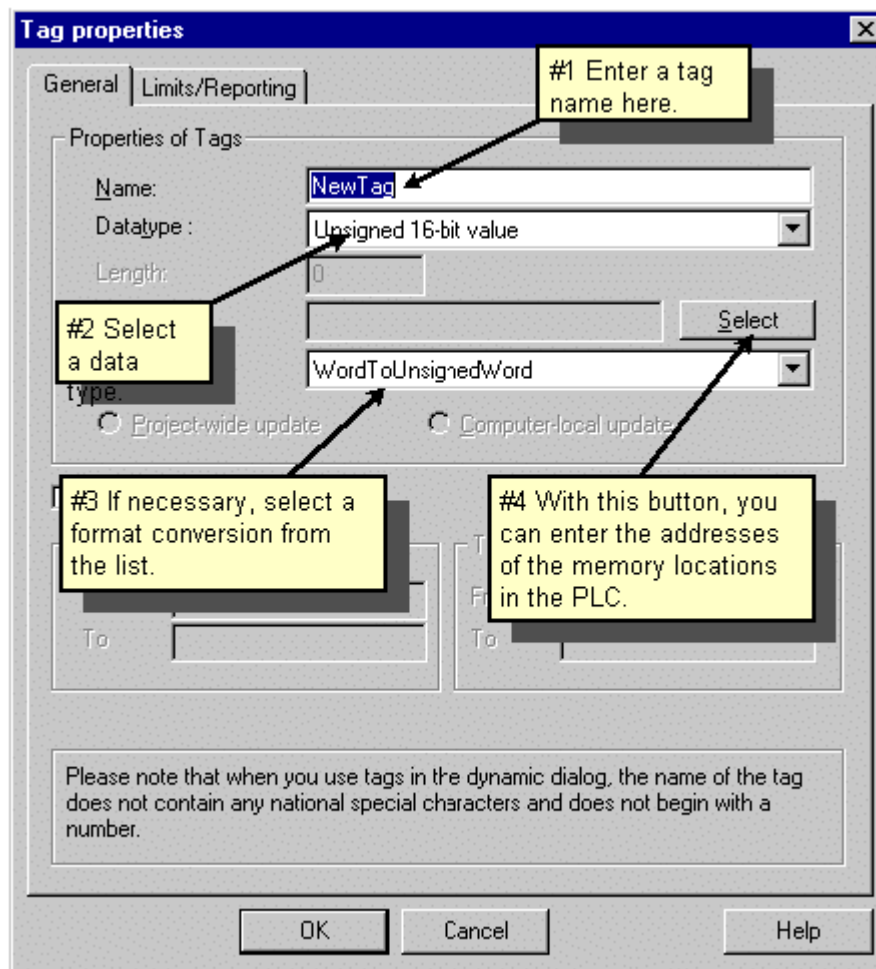 Tag properties
#1 Enter a tag
name here.
General
Limits/Reporting
Properties of Tags
Name:
NewTag
Datatype :
Unsigned 16-bit value
Length:
0
#2 Select
a data
type.
Select
WordToUnsignedWord
Project-wide update
Computer-local update
#3 If necessary, select a
format conversion from
the list.
#4 With this button, you
can enter the addresses
of the memory locations
in the PLC.
To
To
Please note that when you use tags in the dynamic dialog, the name of the tag
does not contain any national special characters and does not begin with a
number.
OK
Cancel
Help